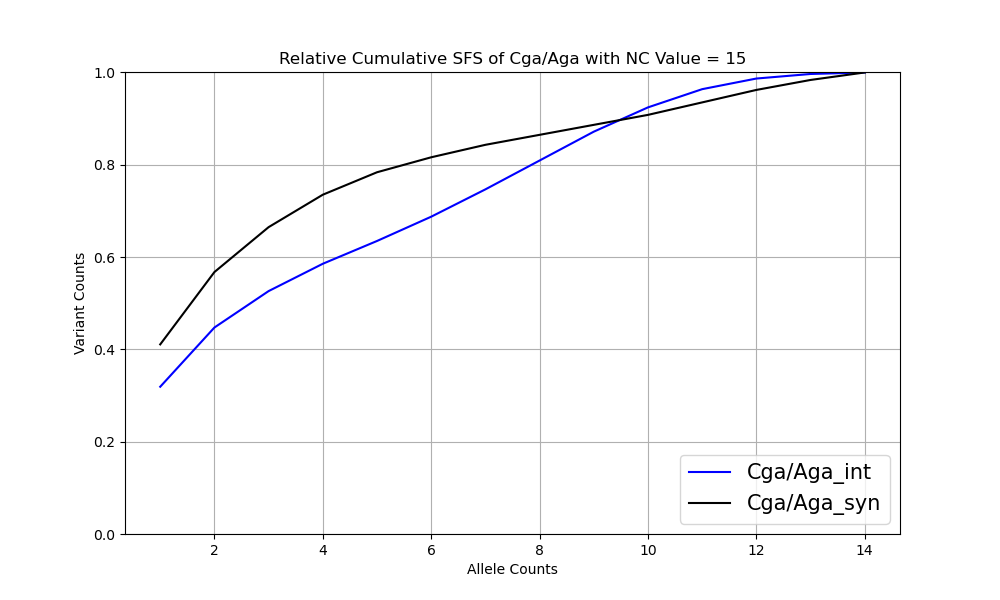 Relative Cumulative SFS of Cga/Aga with NC Value = 15
1.0
0.8
0.6
0.4
0.2
0.0
Variant Counts
2 4 6 8 10 12 14
Allele Counts
Cga/Aga_int
Cga/Aga_syn